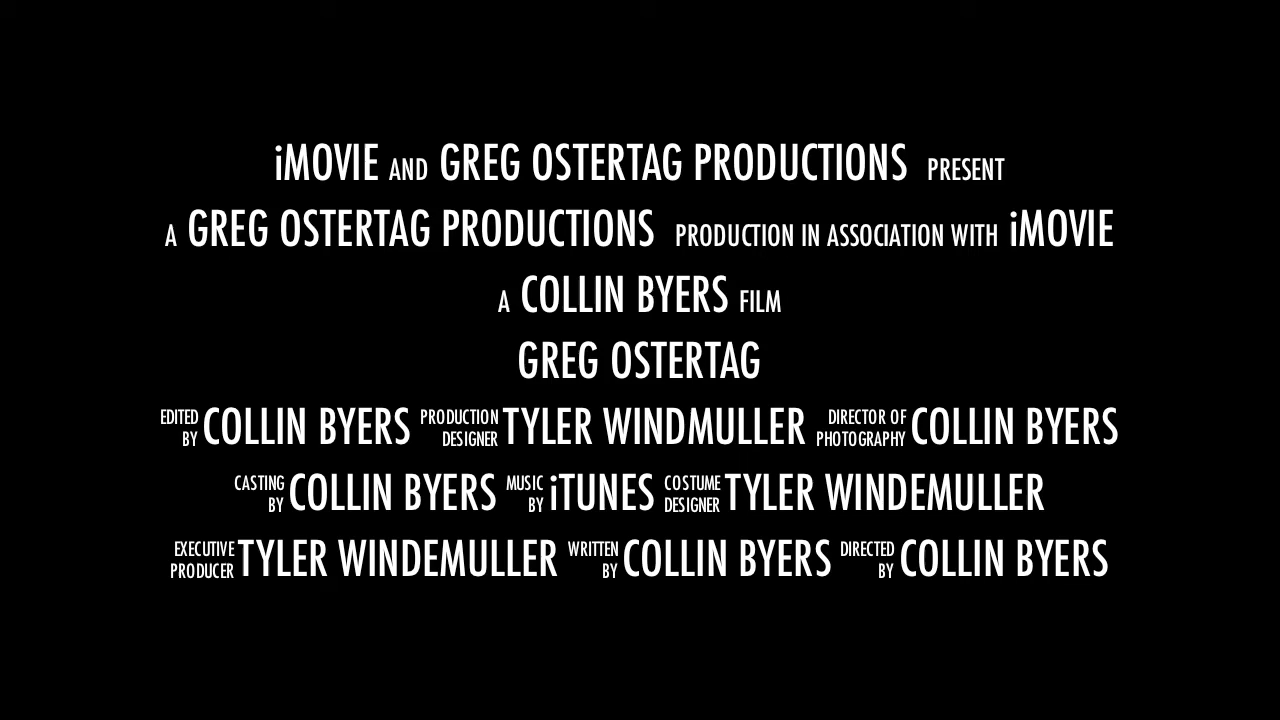 iMOVIE AND GREG OSTERTAG PRODUCTIONS PRESENT
A GREG OSTERTAG PRODUCTIONS PRODUCTION IN ASSOCIATION WITH iMOVIE
A COLLIN BYERS FILM
GREG OSTERTAG
EDITED BY COLLIN BYERS PRODUCTION DESIGNER TYLER WINDMULLER DIRECTOR OF PHOTOGRAPHY COLLIN BYERS
CASTING BY COLLIN BYERS MUSIC BY iTUNES COSTUME DESIGNER TYLER WINDEMULLER
EXECUTIVE PRODUCER TYLER WINDEMULLER WRITTEN BY COLLIN BYERS DIRECTED BY COLLIN BYERS